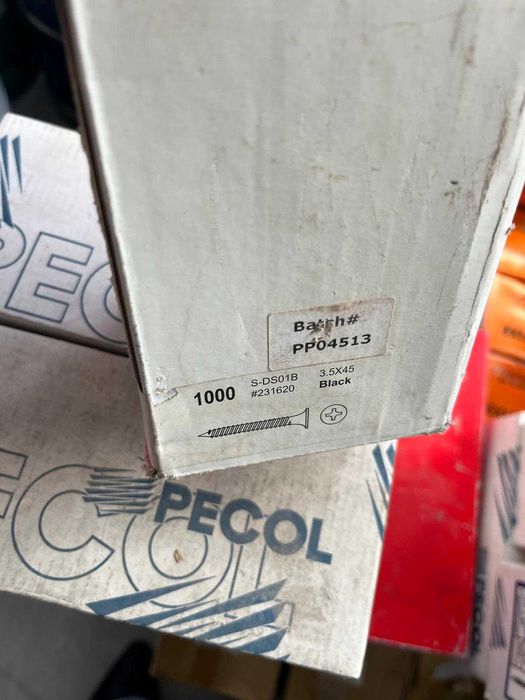 Batch#
PP04513
1000 S-DS01B 3.5X45
#231620 Black
PECOL